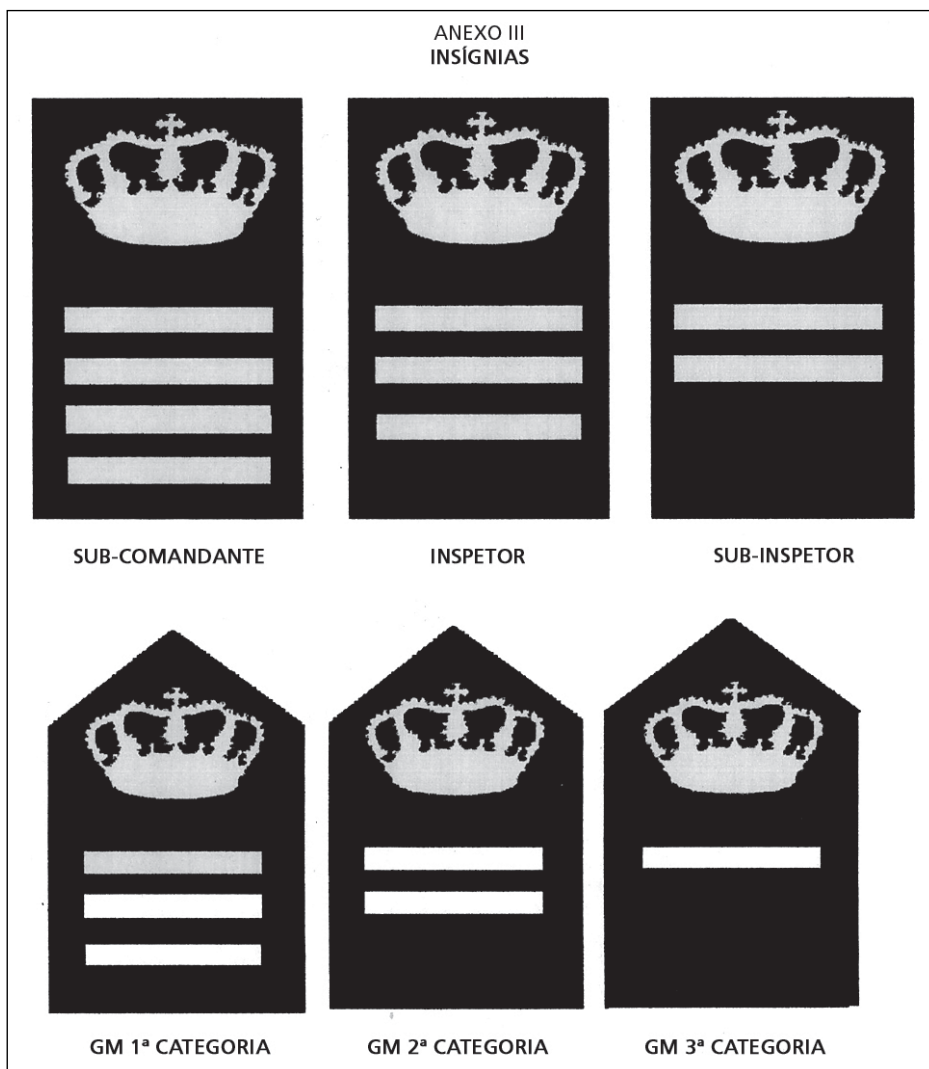 ANEXO III
INSÍGNIAS
SUB-COMANDANTE INSPETOR SUB-INSPETOR
GM 1ª CATEGORIA GM 2ª CATEGORIA GM 3ª CATEGORIA